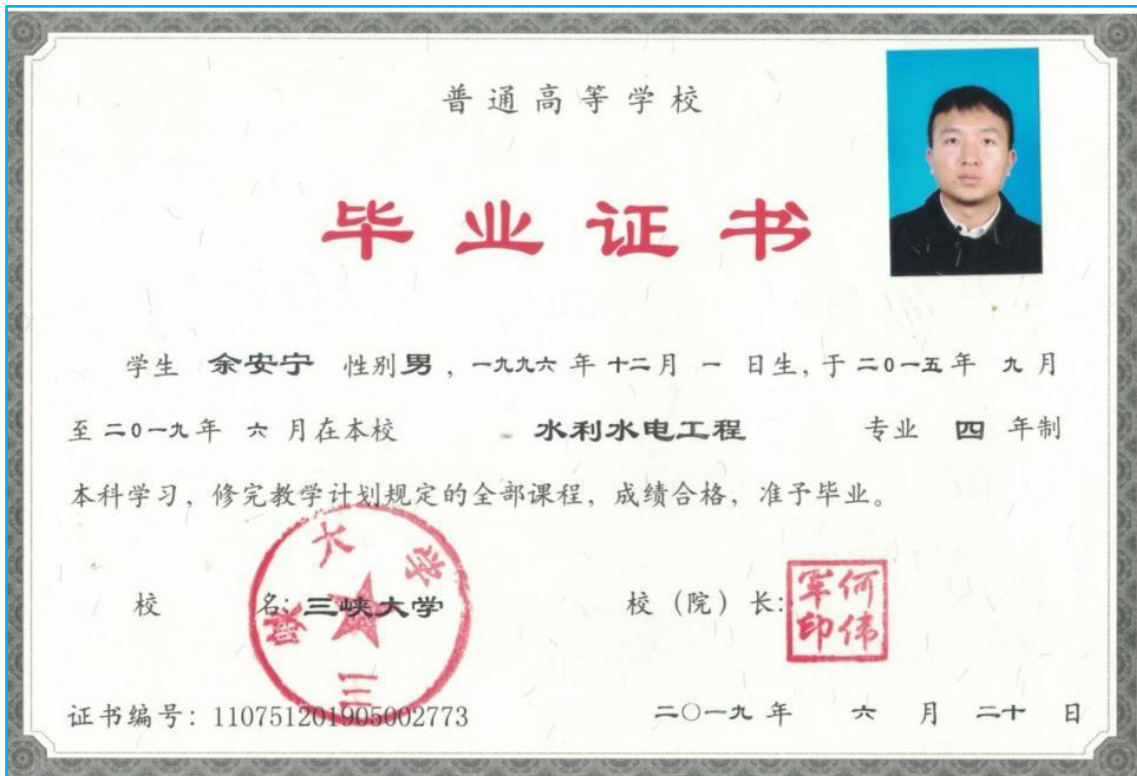 普通高等学校
毕业证书
学生 余安宁 性别男，一九九六年十二月一日生，于二0一五年九月
至二0一九年六月在本校 水利水电工程 专业 四 年制
本科学习，修完教学计划规定的全部课程，成绩合格，准予毕业。
校名：三峡大学 校（院）长：
三峡大学
何伟军印
证书编号：110751201905002773 二〇一九年六月二十日